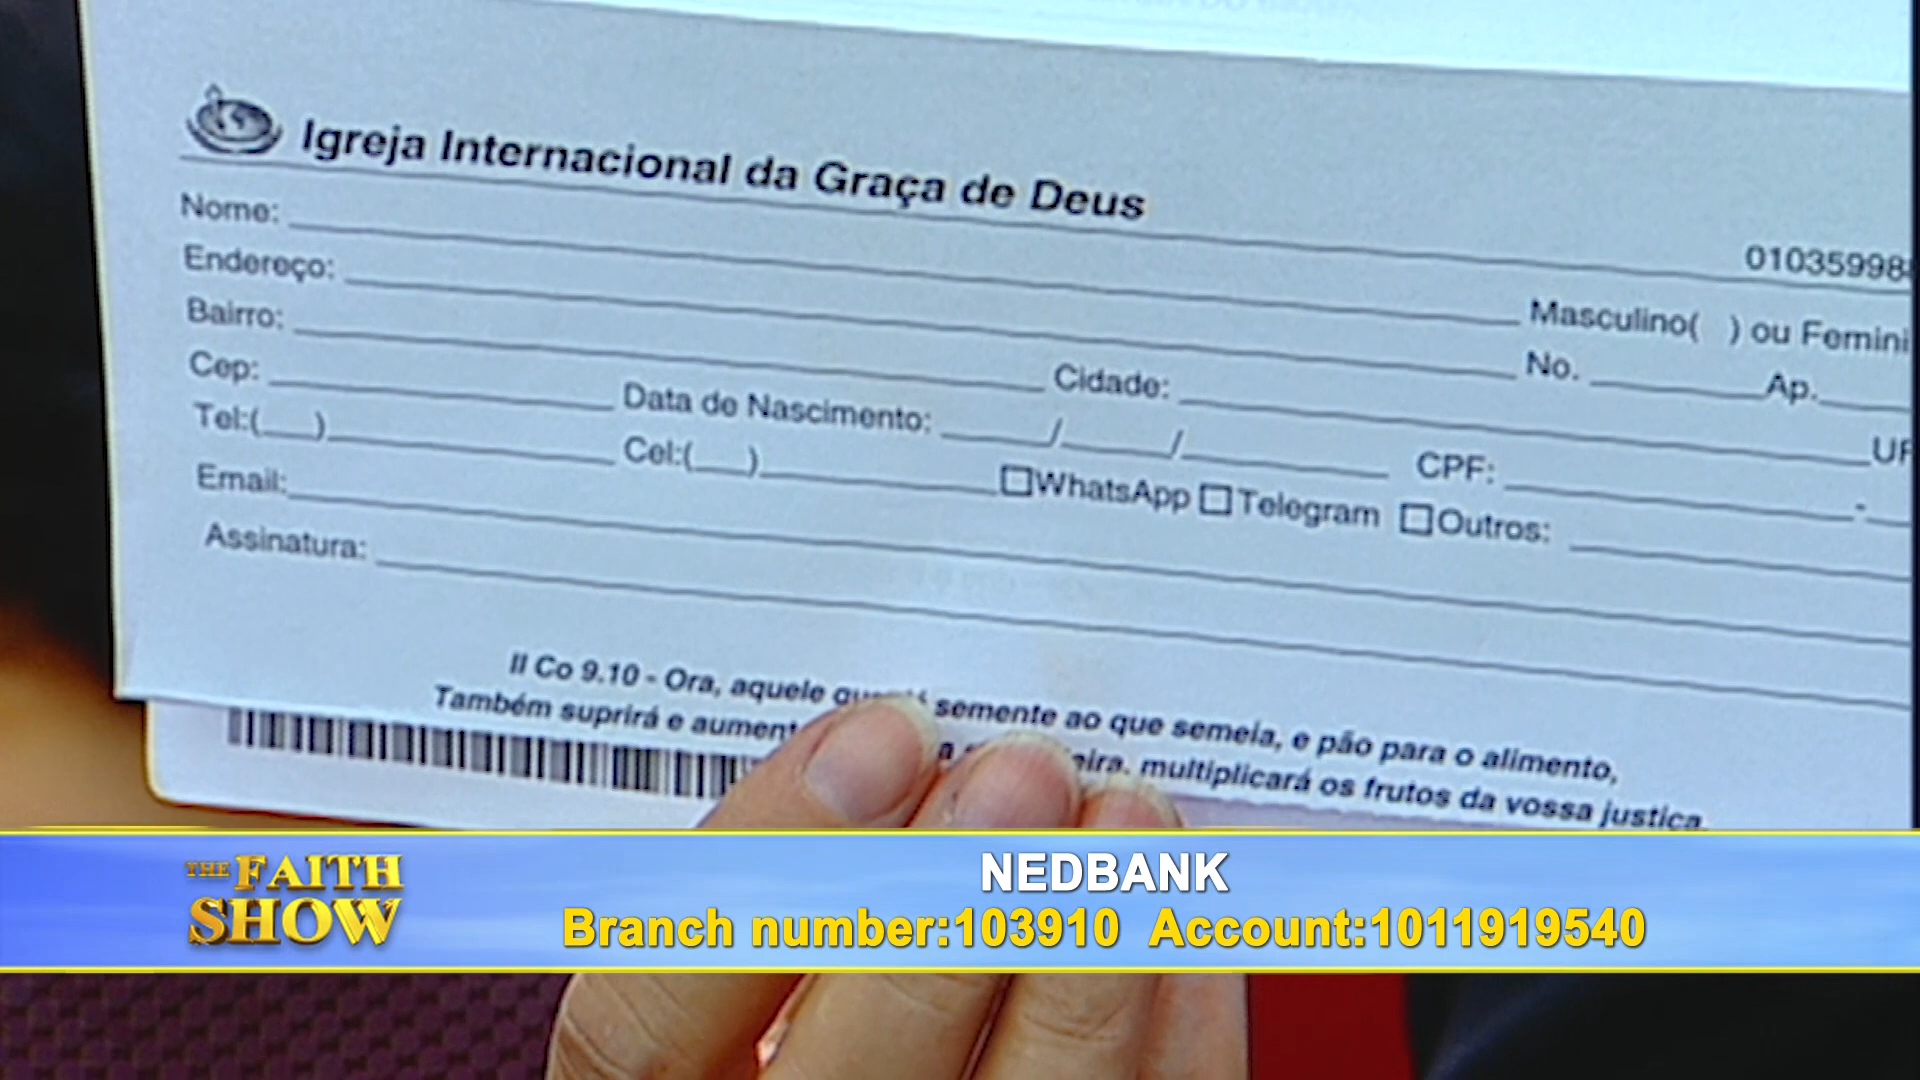 Igreja Internacional da Graça de Deus
0103599
Nome:
Masculino( ) ou Femini
Endereço:
No. Ap.
Bairro:
Cidade:
UF
Cep:
Data de Nascimento: / /
CPF: -
Tel:( )
Cel:( )
WhatsApp Telegram Outros:
Email:
Assinatura:
II Co 9.10 - Ora, aquele semente ao que semeia, e pão para o alimento,
Também suprirá e a multiplicará os frutos da vossa justiça.
THE FAITH
SHOW
NEDBANK
Branch number:103910 Account:1011919540